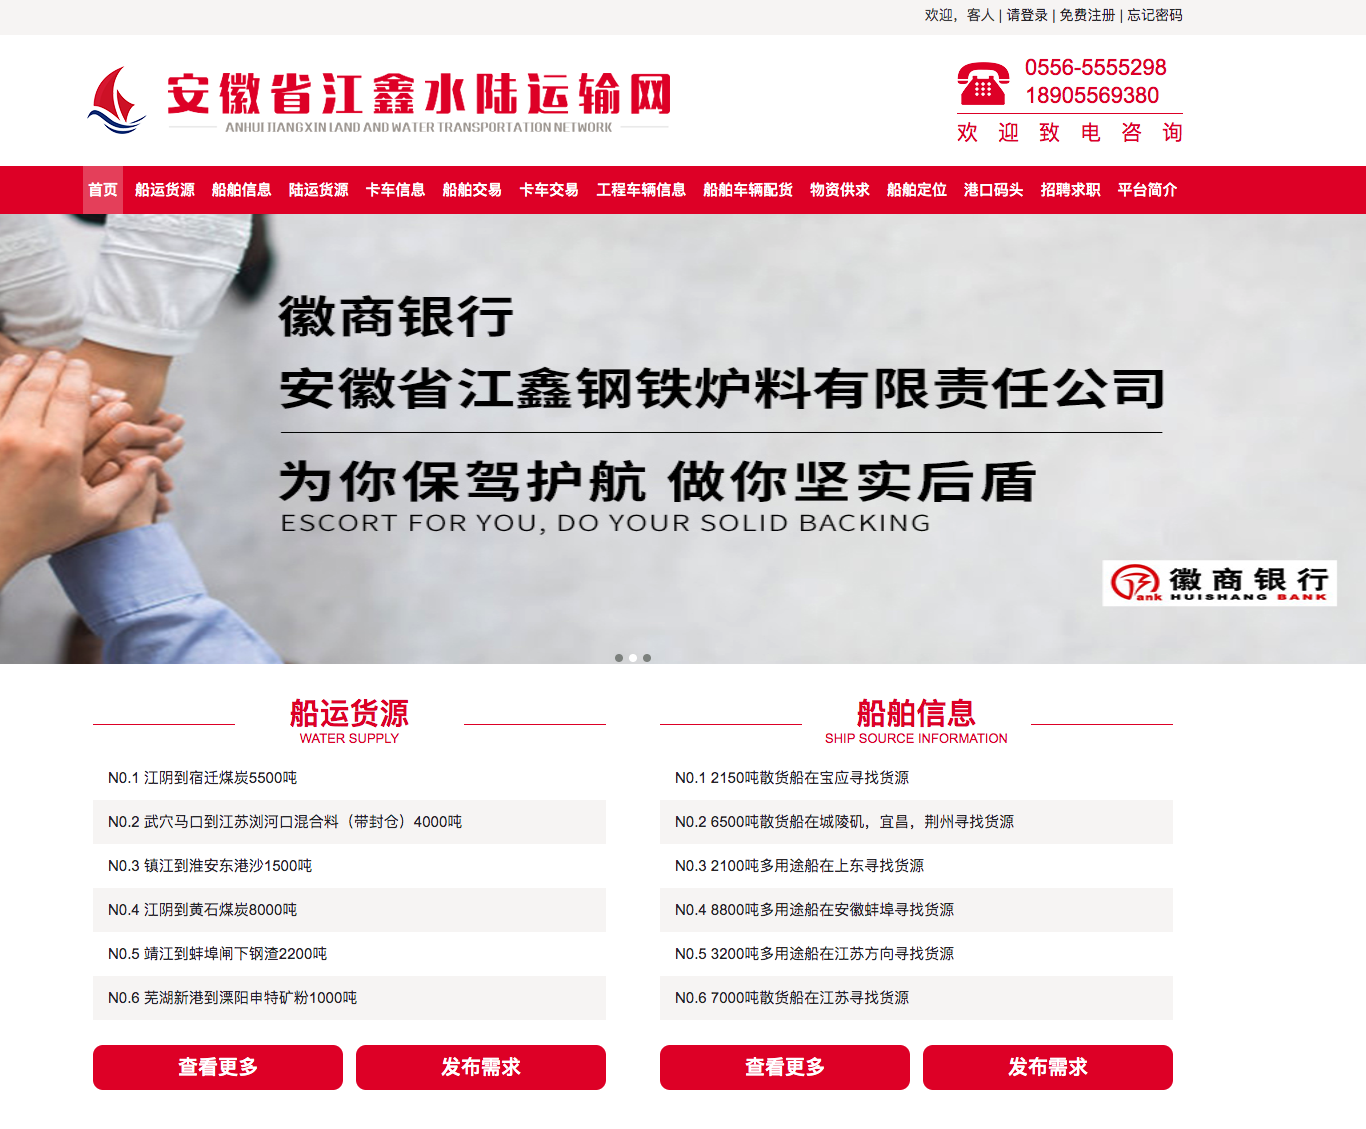 欢迎，客人 | 请登录 | 免费注册 | 忘记密码
安徽省江鑫水陆运输网
ANHUI JIANGXIN LAND AND WATER TRANSPORTATION NETWORK
0556-5555298
18905569380
欢迎致电咨询
首页 船运货源 船舶信息 陆运货源 卡车信息 船舶交易 卡车交易 工程车辆信息 船舶车辆配货 物资供求 船舶定位 港口码头 招聘求职 平台简介
徽商银行
安徽省江鑫钢铁炉料有限责任公司
为你保驾护航 做你坚实后盾
ESCORT FOR YOU, DO YOUR SOLID BACKING
徽商银行
ank HUISHANG BANK
船运货源
WATER SUPPLY
N0.1 江阴到宿迁煤炭5500吨
N0.2 武穴马口到江苏浏河口混合料（带封仓）4000吨
N0.3 镇江到淮安东港沙1500吨
N0.4 江阴到黄石煤炭8000吨
N0.5 靖江到蚌埠闸下钢渣2200吨
N0.6 芜湖新港到溧阳申特矿粉1000吨
查看更多 发布需求
船舶信息
SHIP SOURCE INFORMATION
N0.1 2150吨散货船在宝应寻找货源
N0.2 6500吨散货船在城陵矶，宜昌，荆州寻找货源
N0.3 2100吨多用途船在上东寻找货源
N0.4 8800吨多用途船在安徽蚌埠寻找货源
N0.5 3200吨多用途船在江苏方向寻找货源
N0.6 7000吨散货船在江苏寻找货源
查看更多 发布需求